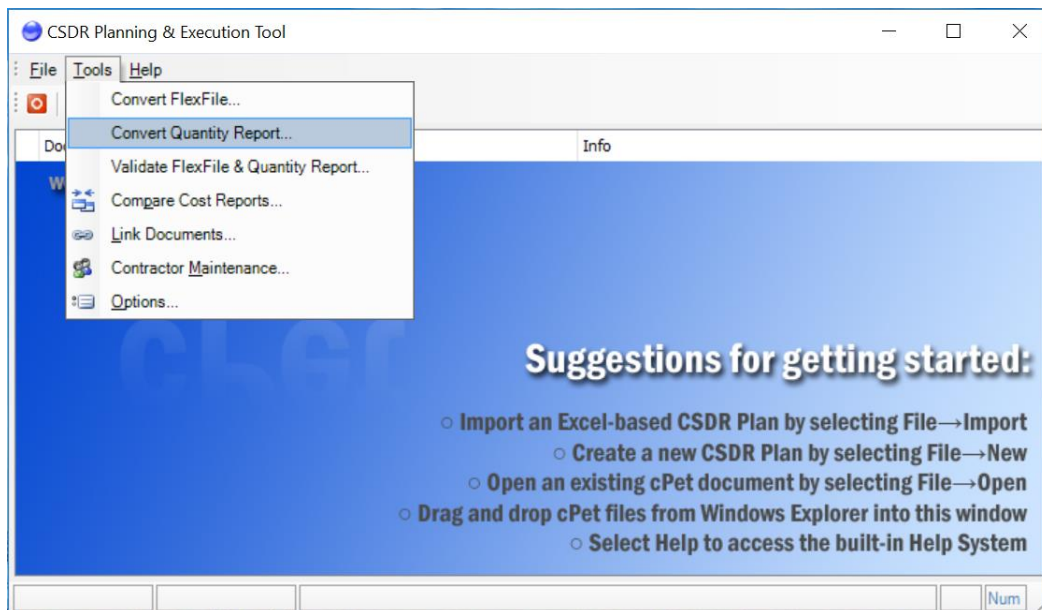 CSDR Planning & Execution Tool
File Tools Help
Convert FlexFile...
Convert Quantity Report...
Validate FlexFile & Quantity Report...
Compare Cost Reports...
Link Documents...
Contractor Maintenance...
Options...
Info
Suggestions for getting started:
○ Import an Excel-based CSDR Plan by selecting File→Import
○ Create a new CSDR Plan by selecting File→New
○ Open an existing cPet document by selecting File→Open
○ Drag and drop cPet files from Windows Explorer into this window
○ Select Help to access the built-in Help System
Num